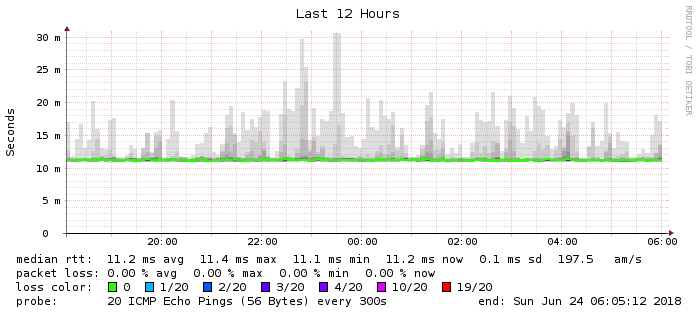 Last 12 Hours
RRDTOOL / TOBI OETIKER
Seconds
30 m
25 m
20 m
15 m
10 m
5 m
0
20:00 22:00 00:00 02:00 04:00 06:00
median rtt: 11.2 ms avg 11.4 ms max 11.1 ms min 11.2 ms now 0.1 ms sd 197.5 am/s
packet loss: 0.00 % avg 0.00 % max 0.00 % min 0.00 % now
loss color: 0 1/20 2/20 3/20 4/20 10/20 19/20
probe: 20 ICMP Echo Pings (56 Bytes) every 300s end: Sun Jun 24 06:05:12 2018